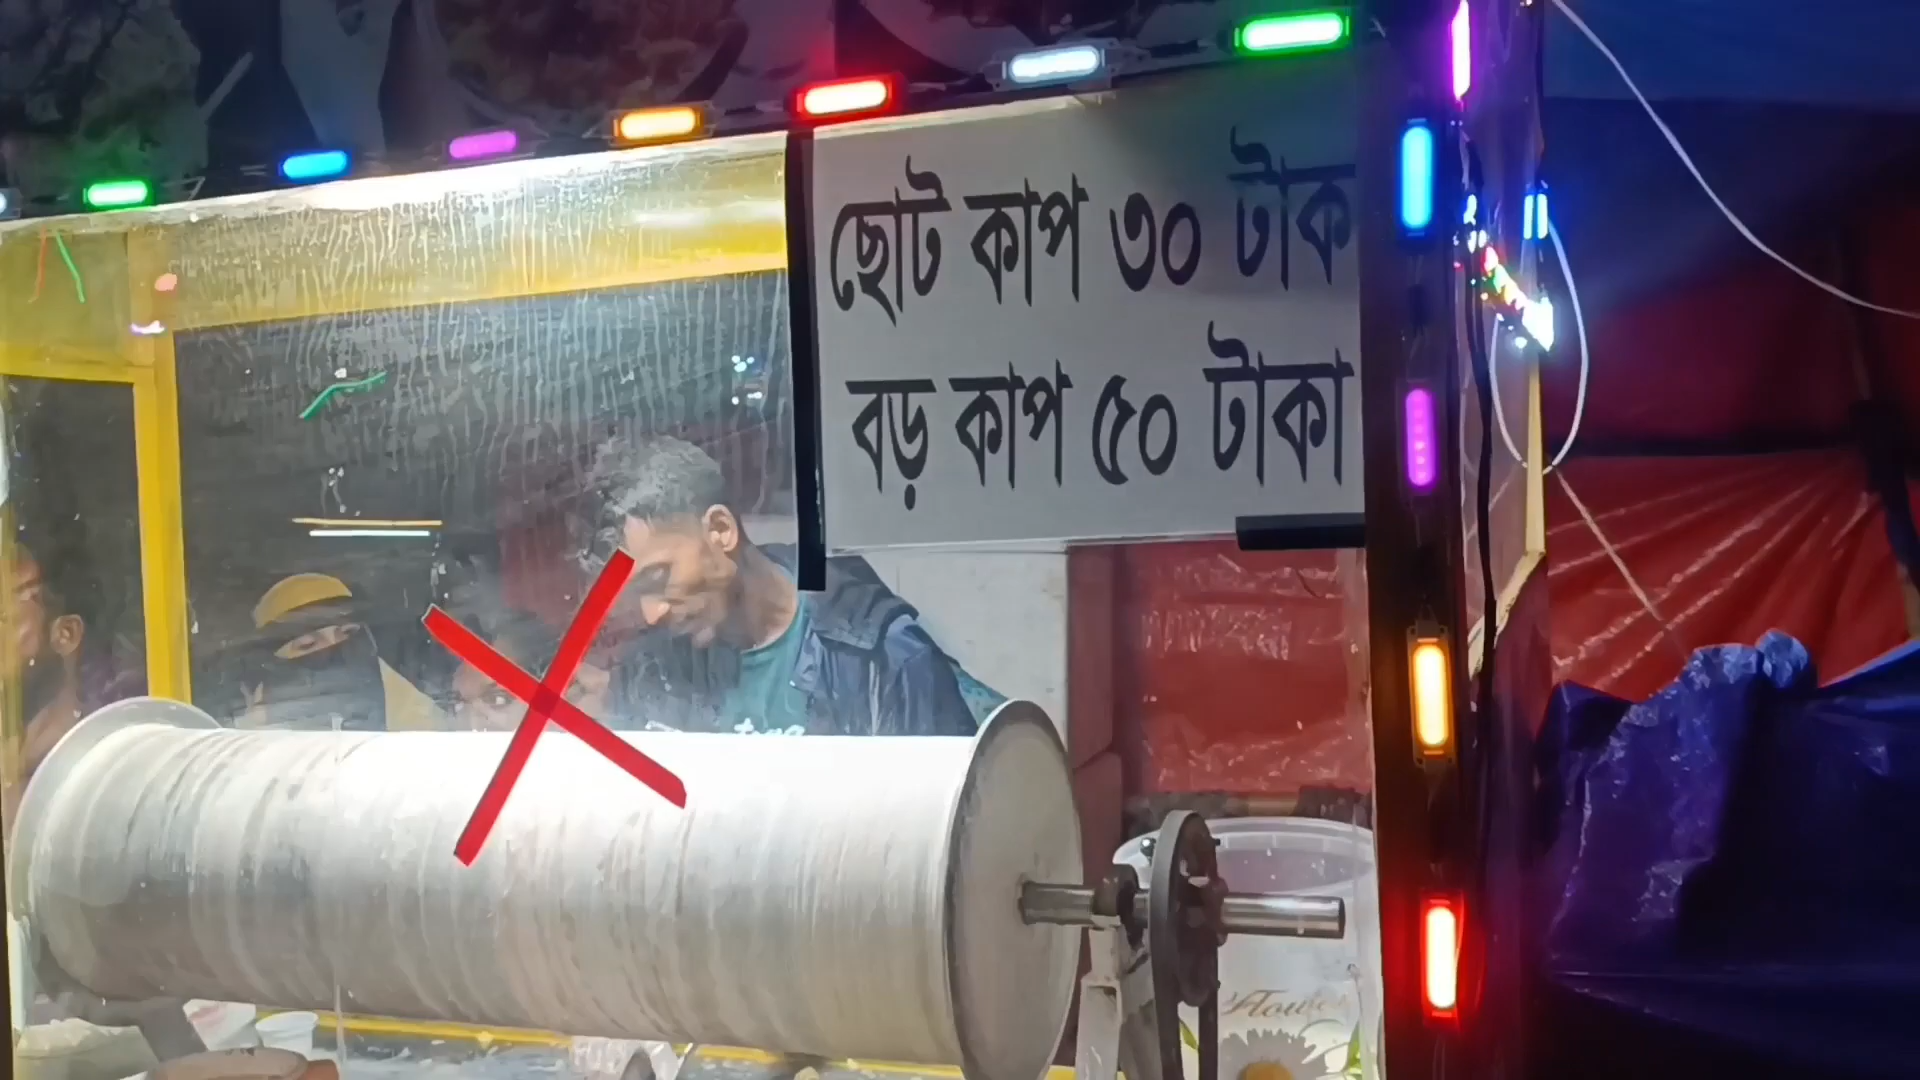 ছোট কাপ ৩০ টাক
বড় কাপ ৫০ টাকা